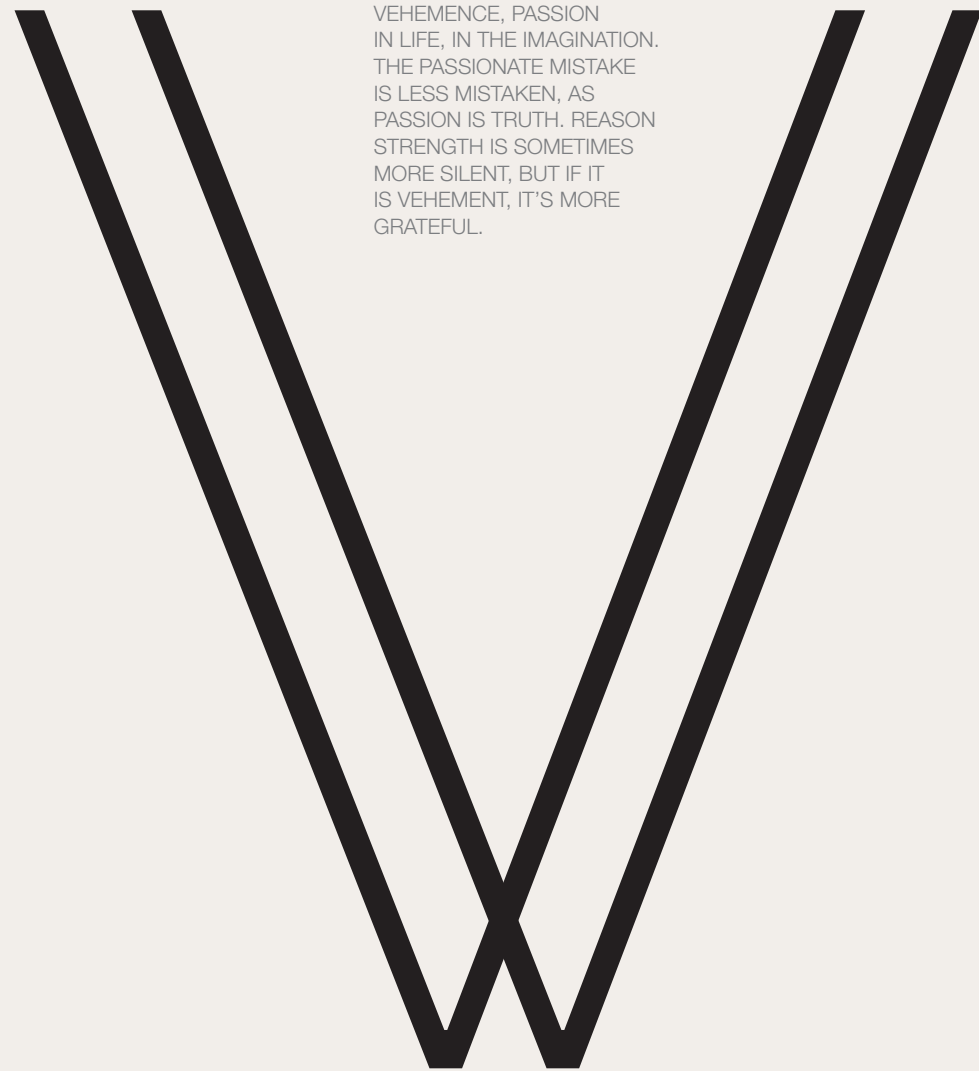 VEHEMENCE, PASSION
IN LIFE, IN THE IMAGINATION.
THE PASSIONATE MISTAKE
IS LESS MISTAKEN, AS
PASSION IS TRUTH. REASON
STRENGTH IS SOMETIMES
MORE SILENT, BUT IF IT
IS VEHEMENT, IT’S MORE
GRATEFUL.
VV